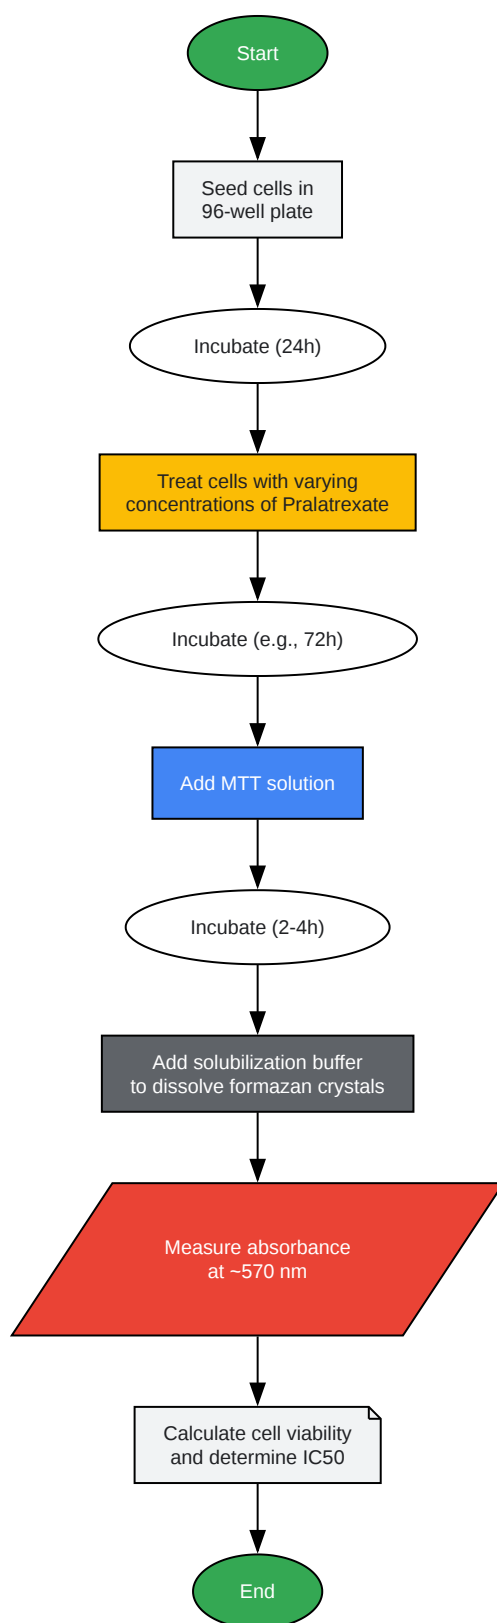 Start
Seed cells in
96-well plate
Incubate (24h)
Treat cells with varying
concentrations of Pralatrexate
Incubate (e.g., 72h)
Add MTT solution
Incubate (2-4h)
Add solubilization buffer
to dissolve formazan crystals
Measure absorbance
at ~570 nm
Calculate cell viability
and determine IC50
End